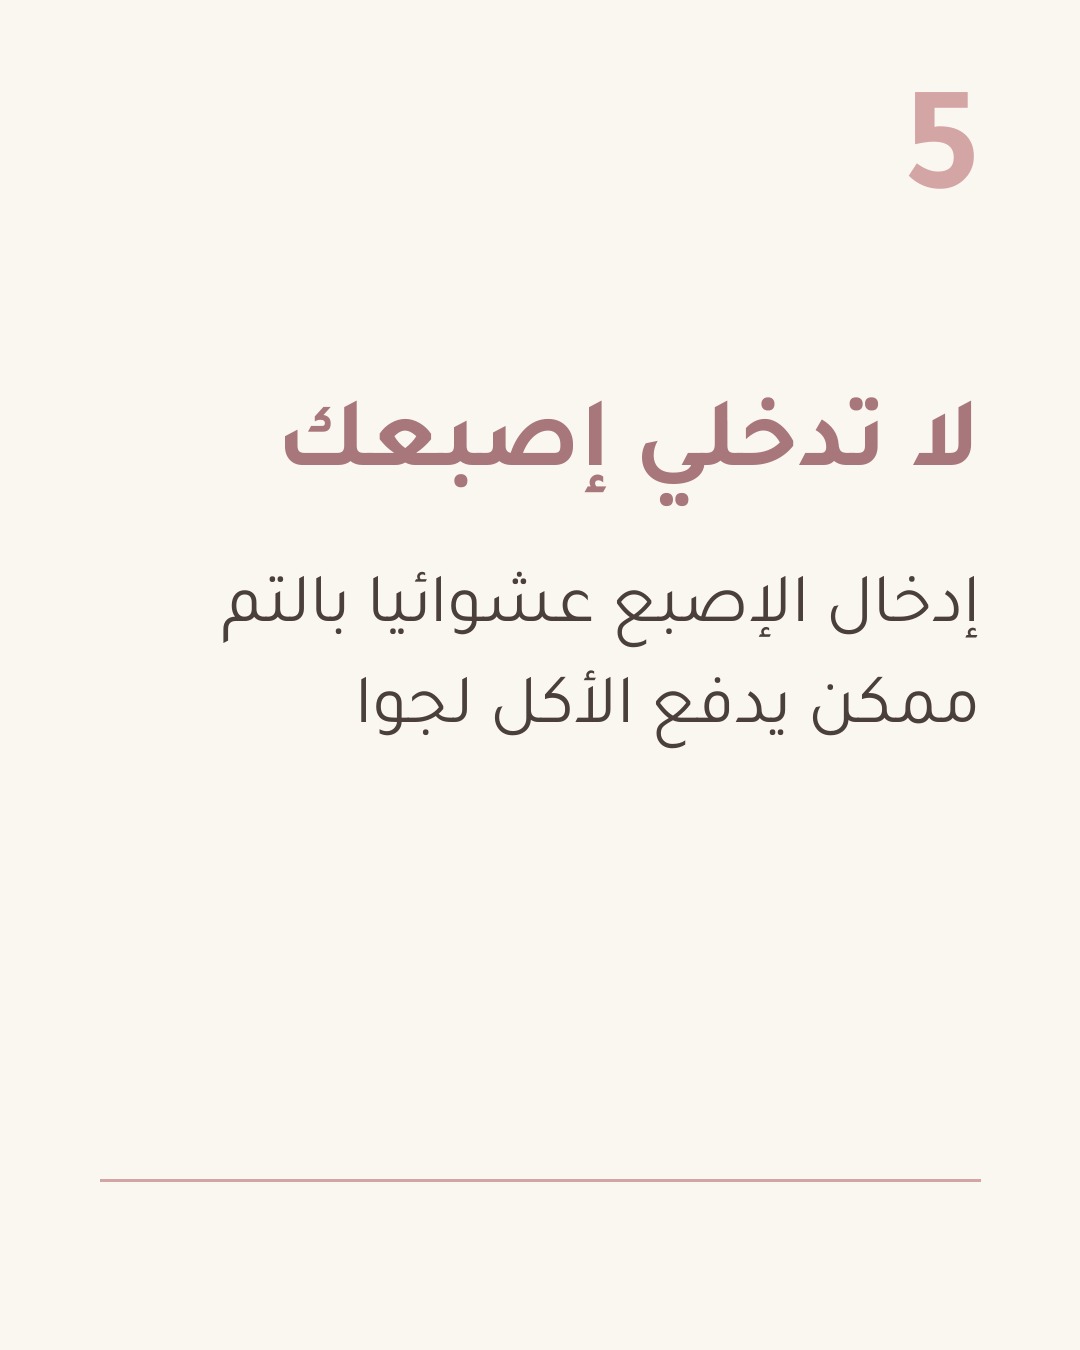 5
لا تدخلي إصبعك
إدخال الإصبع عشوائيا بالتم
ممكن يدفع الأكل لجوا